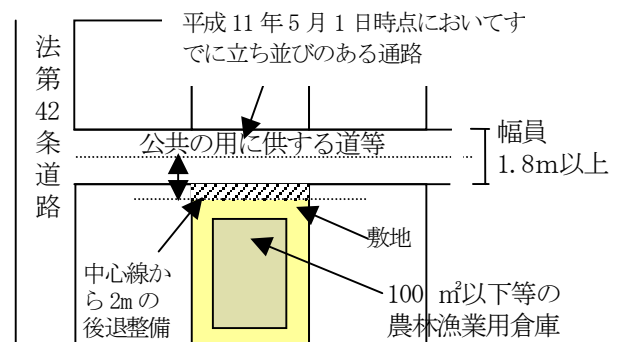 平成11年5月1日時点においてす
でに立ち並びのある通路
法第42条道路
公共の用に供する道等
幅員
1.8m以上
敷地
中心線か
ら2mの
後退整備
100 ㎡以下等の
農林漁業用倉庫